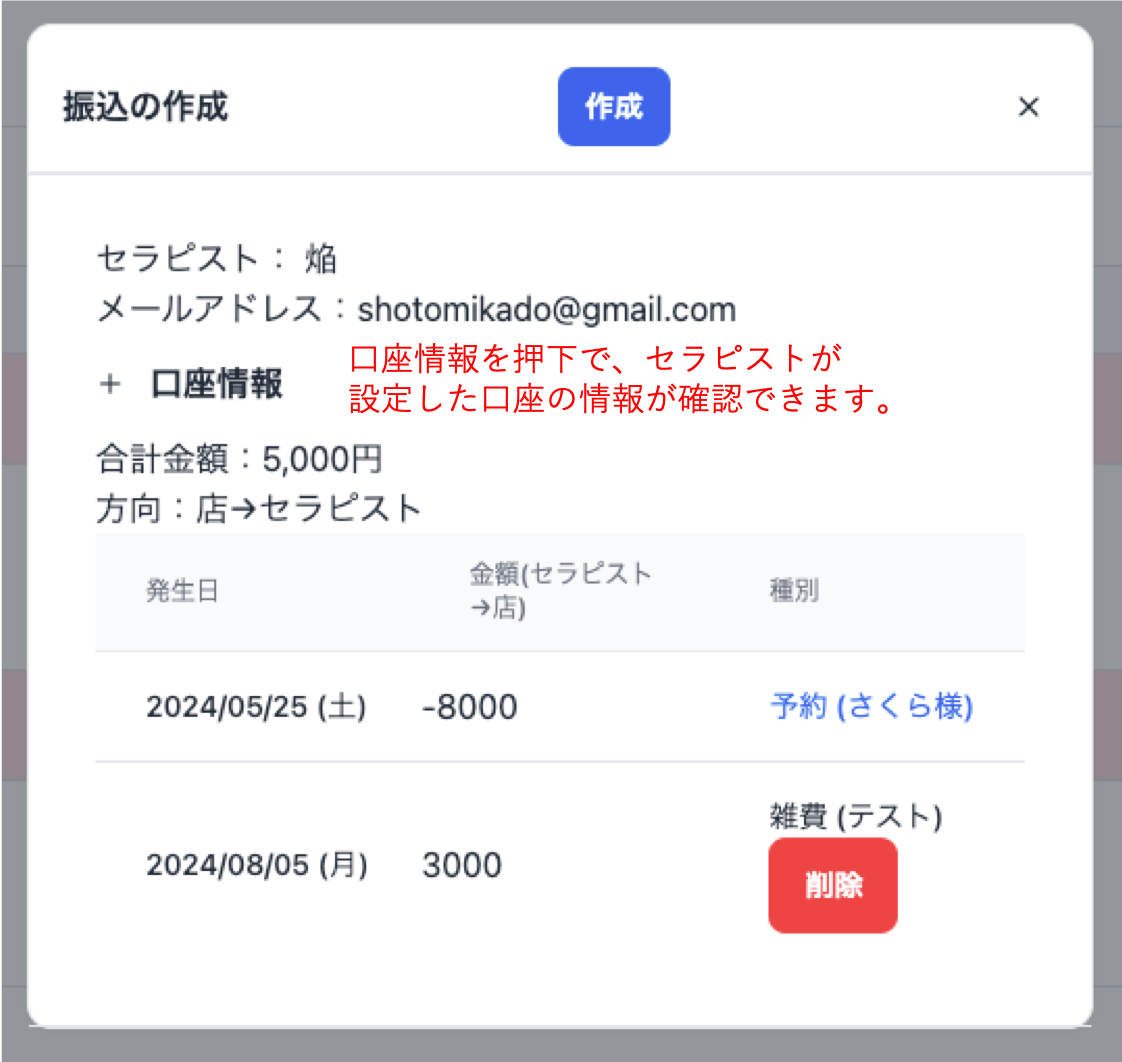 振込の作成
作成
×
セラピスト： 焔
メールアドレス：shotomikado@gmail.com
口座情報を押下で、セラピストが
設定した口座の情報が確認できます。
+ 口座情報
合計金額：5,000円
方向：店→セラピスト
発生日 金額(セラピスト
→店) 種別
2024/05/25 (土) -8000 予約 (さくら様)
雑費 (テスト)
2024/08/05 (月) 3000
削除